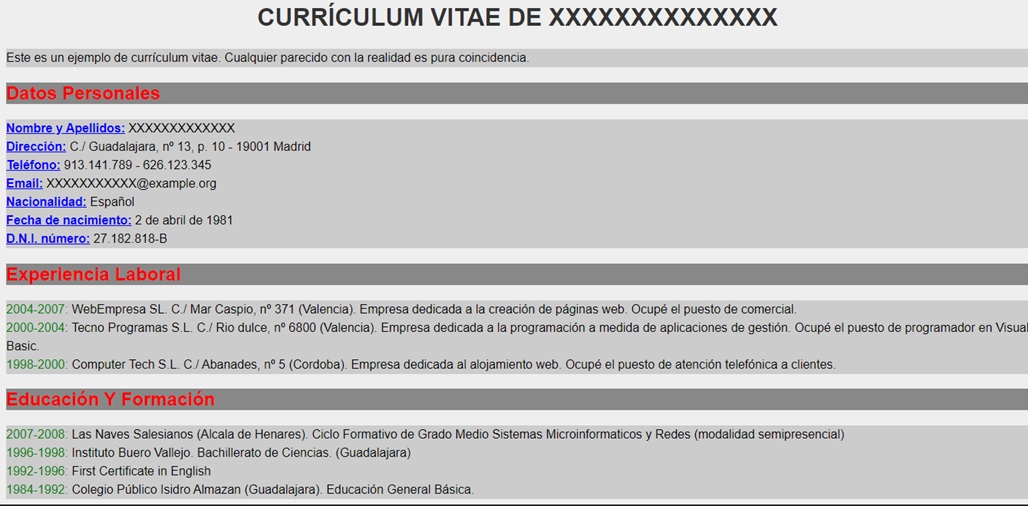 CURRÍCULUM VITAE DE XXXXXXXXXXXXXX
Este es un ejemplo de currículum vitae. Cualquier parecido con la realidad es pura coincidencia.
Datos Personales
Nombre y Apellidos: XXXXXXXXXXXXX
Dirección: C./ Guadalajara, nº 13, p. 10 - 19001 Madrid
Teléfono: 913.141.789 - 626.123.345
Email: XXXXXXXXXXX@example.org
Nacionalidad: Español
Fecha de nacimiento: 2 de abril de 1981
D.N.I. número: 27.182.818-B
Experiencia Laboral
2004-2007: WebEmpresa SL. C./ Mar Caspio, nº 371 (Valencia). Empresa dedicada a la creación de páginas web. Ocupé el puesto de comercial.
2000-2004: Tecno Programas S.L. C./ Rio dulce, nº 6800 (Valencia). Empresa dedicada a la programación a medida de aplicaciones de gestión. Ocupé el puesto de programador en Visual
Basic.
1998-2000: Computer Tech S.L. C./ Abanades, nº 5 (Cordoba). Empresa dedicada al alojamiento web. Ocupé el puesto de atención telefónica a clientes.
Educación Y Formación
2007-2008: Las Naves Salesianos (Alcala de Henares). Ciclo Formativo de Grado Medio Sistemas Microinformaticos y Redes (modalidad semipresencial)
1996-1998: Instituto Buero Vallejo. Bachillerato de Ciencias. (Guadalajara)
1992-1996: First Certificate in English
1984-1992: Colegio Público Isidro Almazan (Guadalajara). Educación General Básica.